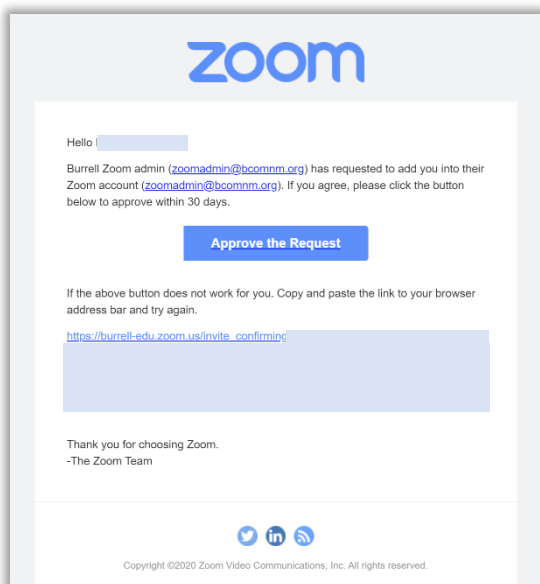 zoom
Hello
Burrell Zoom admin (zoomadmin@bcomnm.org) has requested to add you into their
Zoom account (zoomadmin@bcomnm.org). If you agree, please click the button
below to approve within 30 days.
Approve the Request
If the above button does not work for you. Copy and paste the link to your browser
address bar and try again.
https://burrell-edu.zoom.us/invite_confirming
Thank you for choosing Zoom.
-The Zoom Team
in
Copyright ©2020 Zoom Video Communications, Inc. All rights reserved.